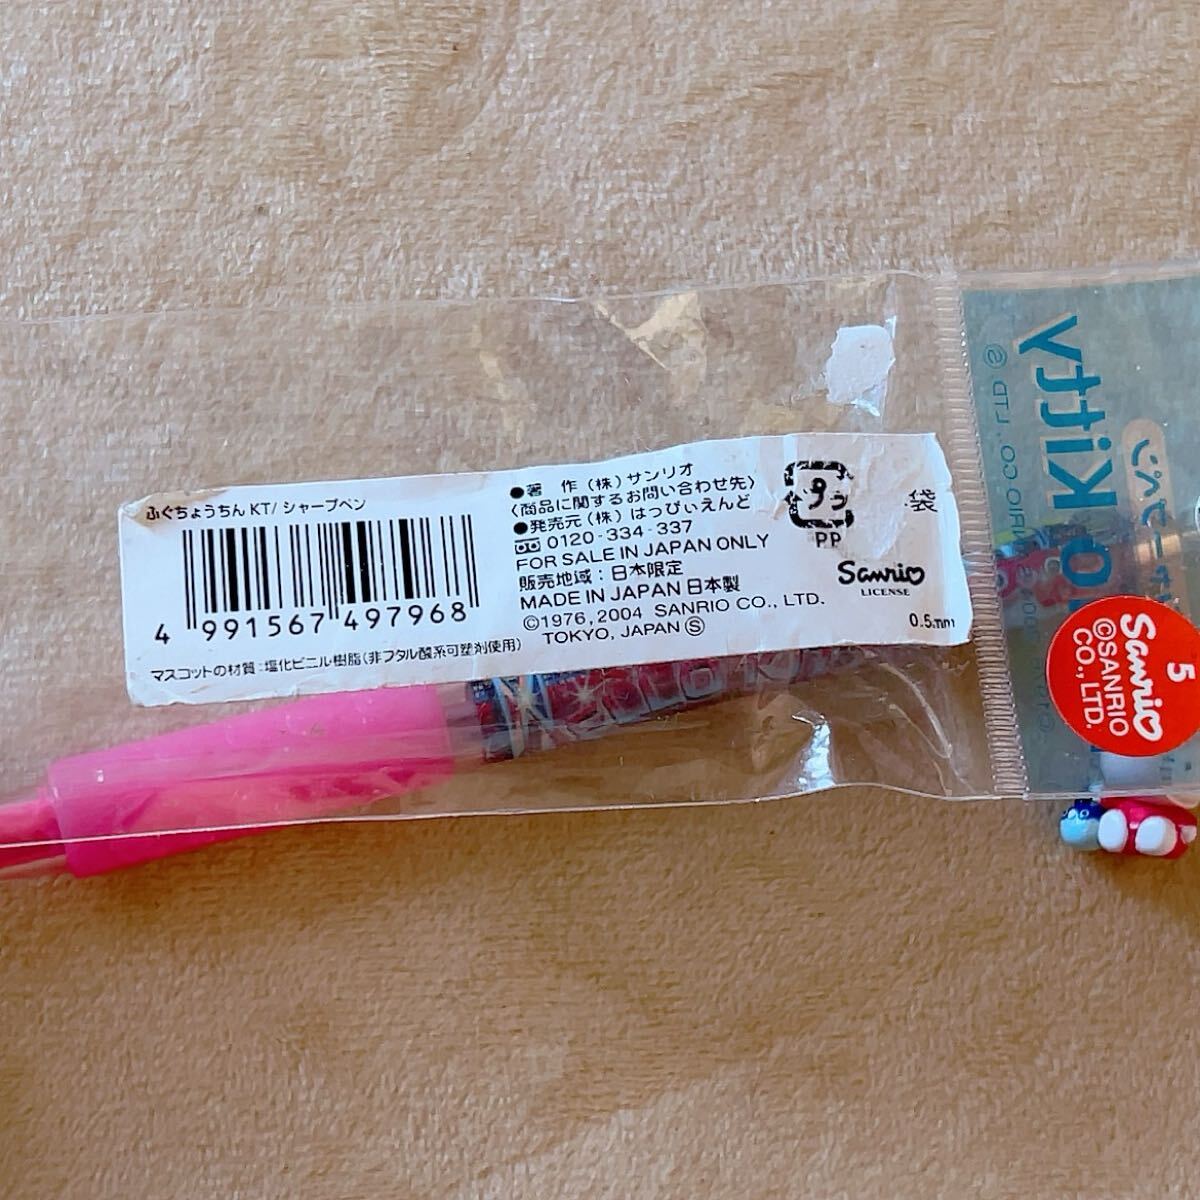 ふぐちょうちん KT/ シャープペン
4 991567 497968
マスコットの材質:塩化ビニル樹脂(非フタル酸系可塑剤使用)
●著 作 (株) サンリオ
〈商品に関するお問い合わせ先〉
●発売元 (株) はっぴぃえんど
0120-334-337
FOR SALE IN JAPAN ONLY
販売地域:日本限定
MADE IN JAPAN 日本製
©1976, 2004 SANRIO CO., LTD.
TOKYO, JAPAN Ⓢ
プラ
PP
袋
Sanrio
LICENSE
0.5mm
Kitty
5
Sanrio
©SANRIO
CO., LTD.